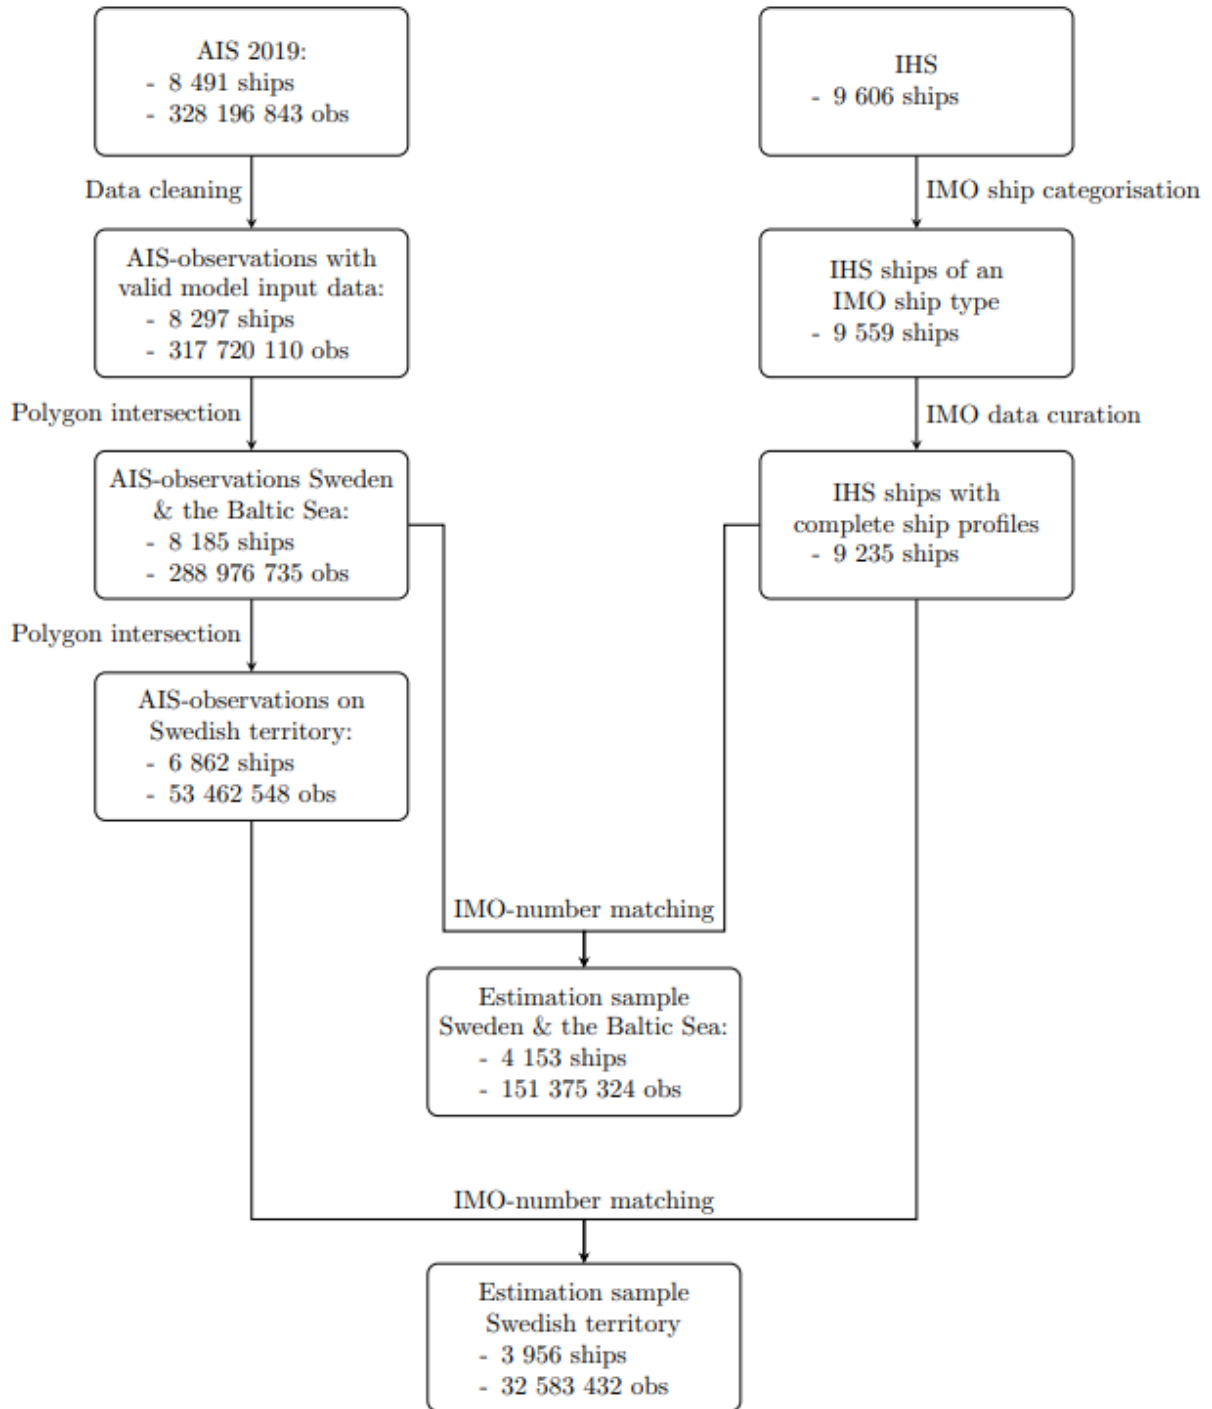 AIS 2019:
- 8 491 ships
- 328 196 843 obs
IHS
- 9 606 ships
Data cleaning
IMO ship categorisation
AIS-observations with
valid model input data:
- 8 297 ships
- 317 720 110 obs
IHS ships of an
IMO ship type
- 9 559 ships
Polygon intersection
IMO data curation
AIS-observations Sweden
& the Baltic Sea:
- 8 185 ships
- 288 976 735 obs
IHS ships with
complete ship profiles
- 9 235 ships
Polygon intersection
AIS-observations on
Swedish territory:
- 6 862 ships
- 53 462 548 obs
IMO-number matching
Estimation sample
Sweden & the Baltic Sea:
- 4 153 ships
- 151 375 324 obs
IMO-number matching
Estimation sample
Swedish territory
- 3 956 ships
- 32 583 432 obs